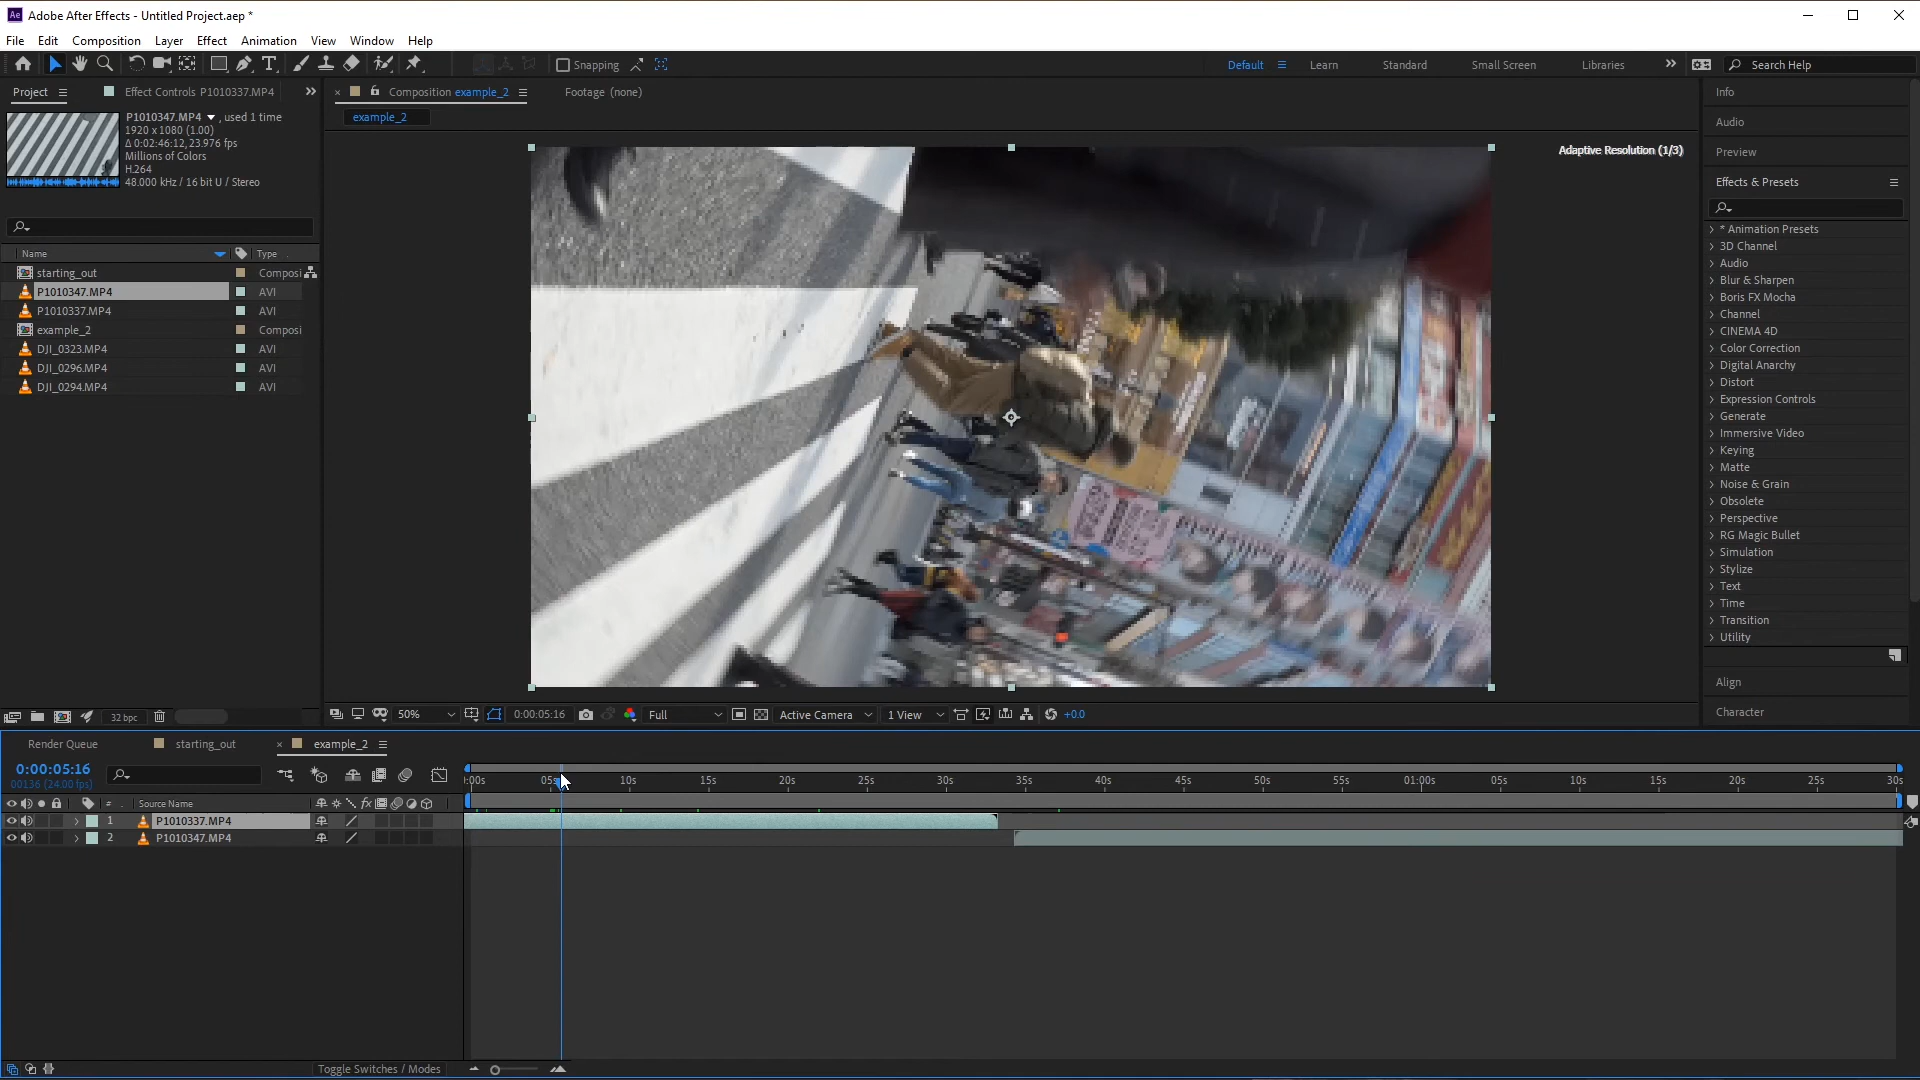 Ae Adobe After Effects - Untitled Project.aep *
File Edit Composition Layer Effect Animation View Window Help
Snapping
Default Learn Standard Small Screen Libraries Search Help
Project Effect Controls P1010337.MP4
Composition example_2 Footage (none)
P1010347.MP4 , used 1 time
1920 x 1080 (1.00)
Δ 0:02:46:12, 23.976 fps
Millions of Colors
H.264
48.000 kHz / 16 bit U / Stereo
example_2
Adaptive Resolution (1/3)
Name Type
starting_out Composi
P1010347.MP4 AVI
P1010337.MP4 AVI
example_2 Composi
DJI_0323.MP4 AVI
DJI_0296.MP4 AVI
DJI_0294.MP4 AVI
Info
Audio
Preview
Effects & Presets
* Animation Presets
3D Channel
Audio
Blur & Sharpen
Boris FX Mocha
Channel
CINEMA 4D
Color Correction
Digital Anarchy
Distort
Expression Controls
Generate
Immersive Video
Keying
Matte
Noise & Grain
Obsolete
Perspective
RG Magic Bullet
Simulation
Stylize
Text
Time
Transition
Utility
Align
Character
32 bpc
50% 0:00:05:16 Full Active Camera 1 View +0.0
Render Queue starting_out example_2
0:00:05:16
00136 (24.00 fps)
:00s 05s 10s 15s 20s 25s 30s 35s 40s 45s 50s 55s 01:00s 05s 10s 15s 20s 25s 30s
# Source Name
1 P1010337.MP4
2 P1010347.MP4
Toggle Switches / Modes